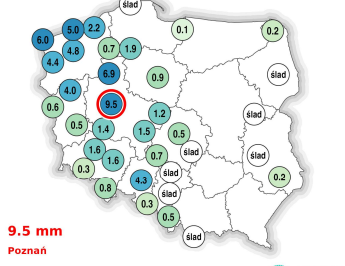 ślad
5.0 2.2 0.1 0.2
6.0 0.7 1.9
4.8
4.4
6.9 0.9 ślad
4.0
0.6 9.5 1.2 ślad
0.5 1.4 1.5 0.5
1.6 0.7 ślad ślad
1.6
0.3 ślad 0.2
0.8 4.3
ślad
0.3
0.5
9.5 mm
ślad
Poznań